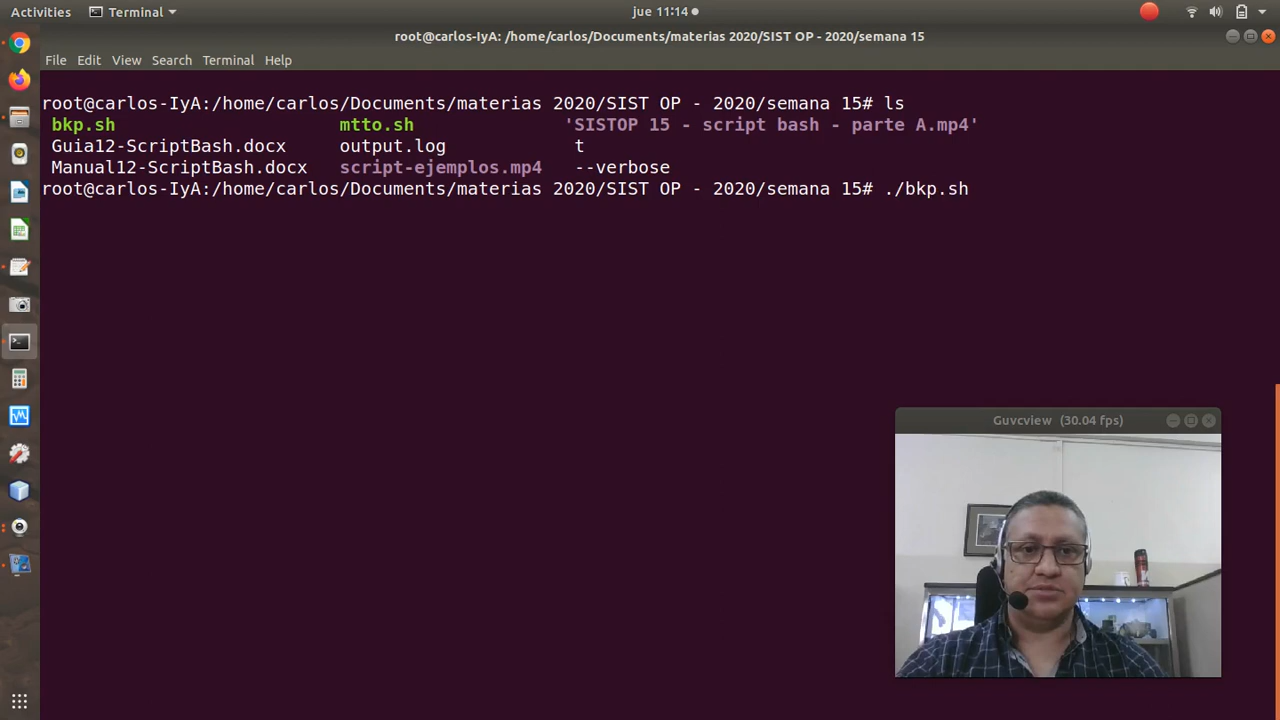 Activities Terminal jue 11:14
root@carlos-IyA: /home/carlos/Documents/materias 2020/SIST OP - 2020/semana 15
File Edit View Search Terminal Help
root@carlos-IyA:/home/carlos/Documents/materias 2020/SIST OP - 2020/semana 15# ls
bkp.sh mtto.sh 'SISTOP 15 - script bash - parte A.mp4'
Guia12-ScriptBash.docx output.log t
Manual12-ScriptBash.docx script-ejemplos.mp4 --verbose
root@carlos-IyA:/home/carlos/Documents/materias 2020/SIST OP - 2020/semana 15# ./bkp.sh
Guvcview (30.04 fps)